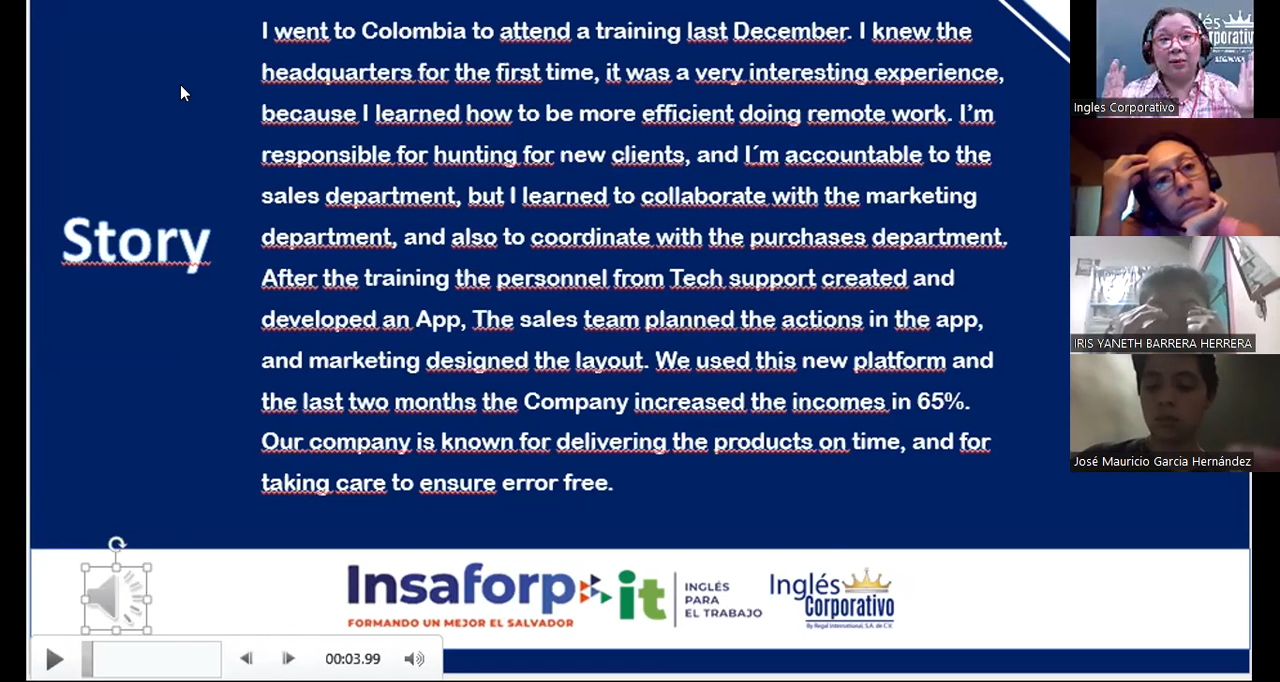 Story
I went to Colombia to attend a training last December. I knew the
headquarters for the first time, it was a very interesting experience,
because I learned how to be more efficient doing remote work. I'm
responsible for hunting for new clients, and I´m accountable to the
sales department, but I learned to collaborate with the marketing
department, and also to coordinate with the purchases department.
After the training the personnel from Tech support created and
developed an App, The sales team planned the actions in the app,
and marketing designed the layout. We used this new platform and
the last two months the Company increased the incomes in 65%.
Our company is known for delivering the products on time, and for
taking care to ensure error free.
Insaforp
FORMANDO UN MEJOR EL SALVADOR
it
INGLÉS
PARA
EL TRABAJO
Inglés
Corporativo
By Regal International, S.A. de C.V.
00:03.99
Ingles Corporativo
IRIS YANETH BARRERA HERRERA
José Mauricio Garcia Hernández